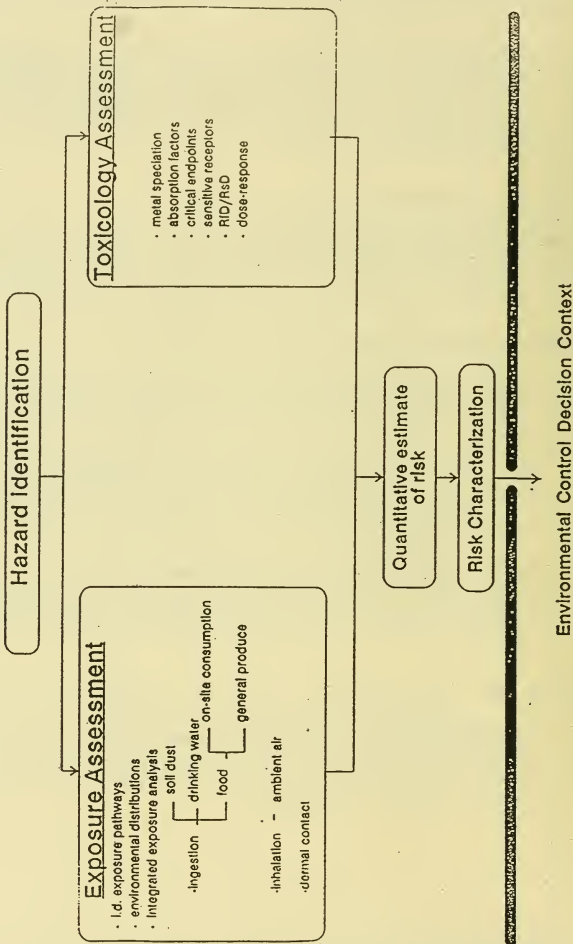 Hazard Identification
Exposure Assessment
· I.d. exposure pathways
· environmental distributions
· Integrated exposure analysis
soil dust
·Ingestion
drinking water
food
on-site consumption
general produce
·Inhalation – ambient air
·dermal contact
Toxicology Assessment
· metal speciation
· absorption factors
· critical endpoints
· sensitive receptors
· RfD/RsD
· dose-response
Quantitative estimate
of risk
Risk Characterization
Environmental Control Decision Context